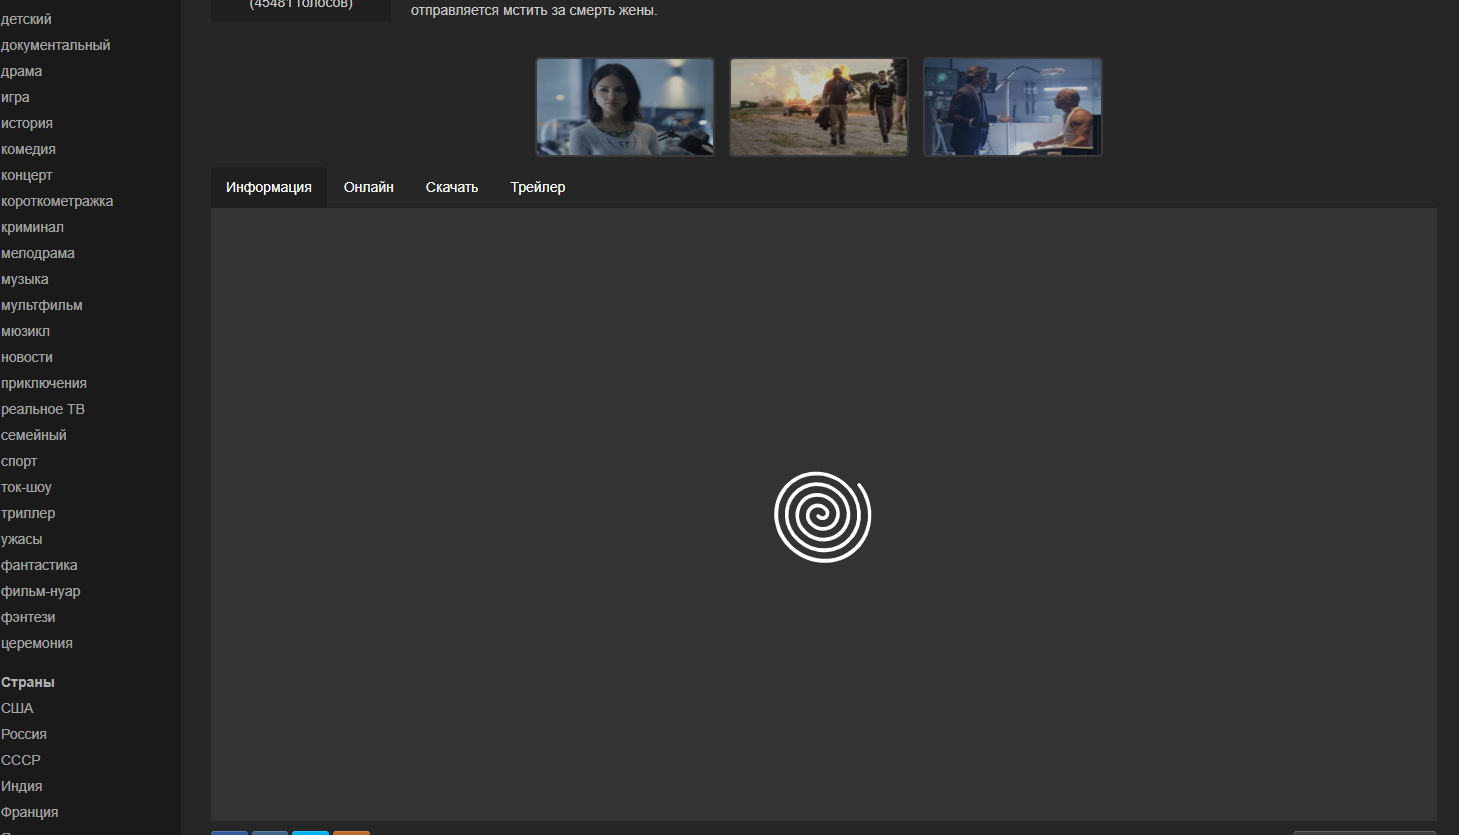 детский
документальный
драма
игра
история
комедия
концерт
короткометражка
криминал
мелодрама
музыка
мультфильм
мюзикл
новости
приключения
реальное ТВ
семейный
спорт
ток-шоу
триллер
ужасы
фантастика
фильм-нуар
фэнтези
церемония
Страны
США
Россия
СССР
Индия
Франция
(45481 голосов)
отправляется мстить за смерть жены.
Информация Онлайн Скачать Трейлер